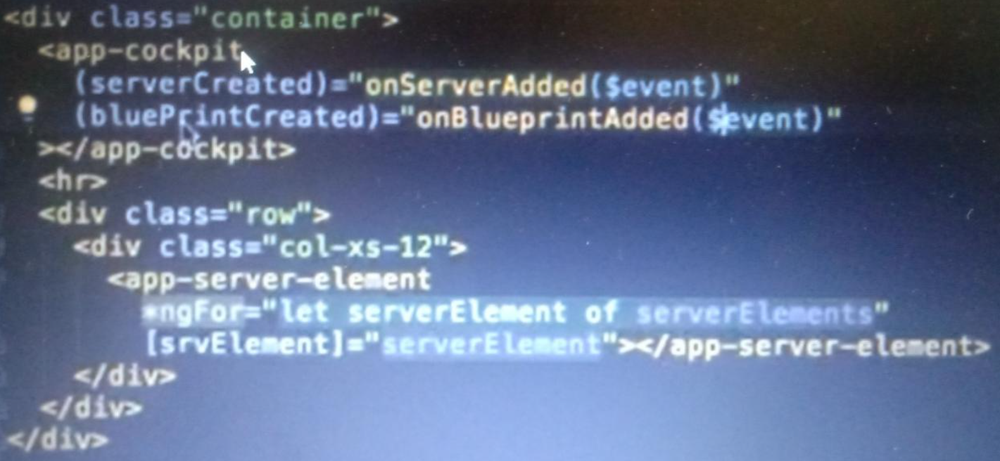 <div class="container">
<app-cockpit
(serverCreated)="onServerAdded($event)"
(bluePrintCreated)="onBlueprintAdded($event)"
></app-cockpit>
<hr>
<div class="row">
<div class="col-xs-12">
<app-server-element
*ngFor="let serverElement of serverElements"
[srvElement]="serverElement"></app-server-element>
</div>
</div>
</div>